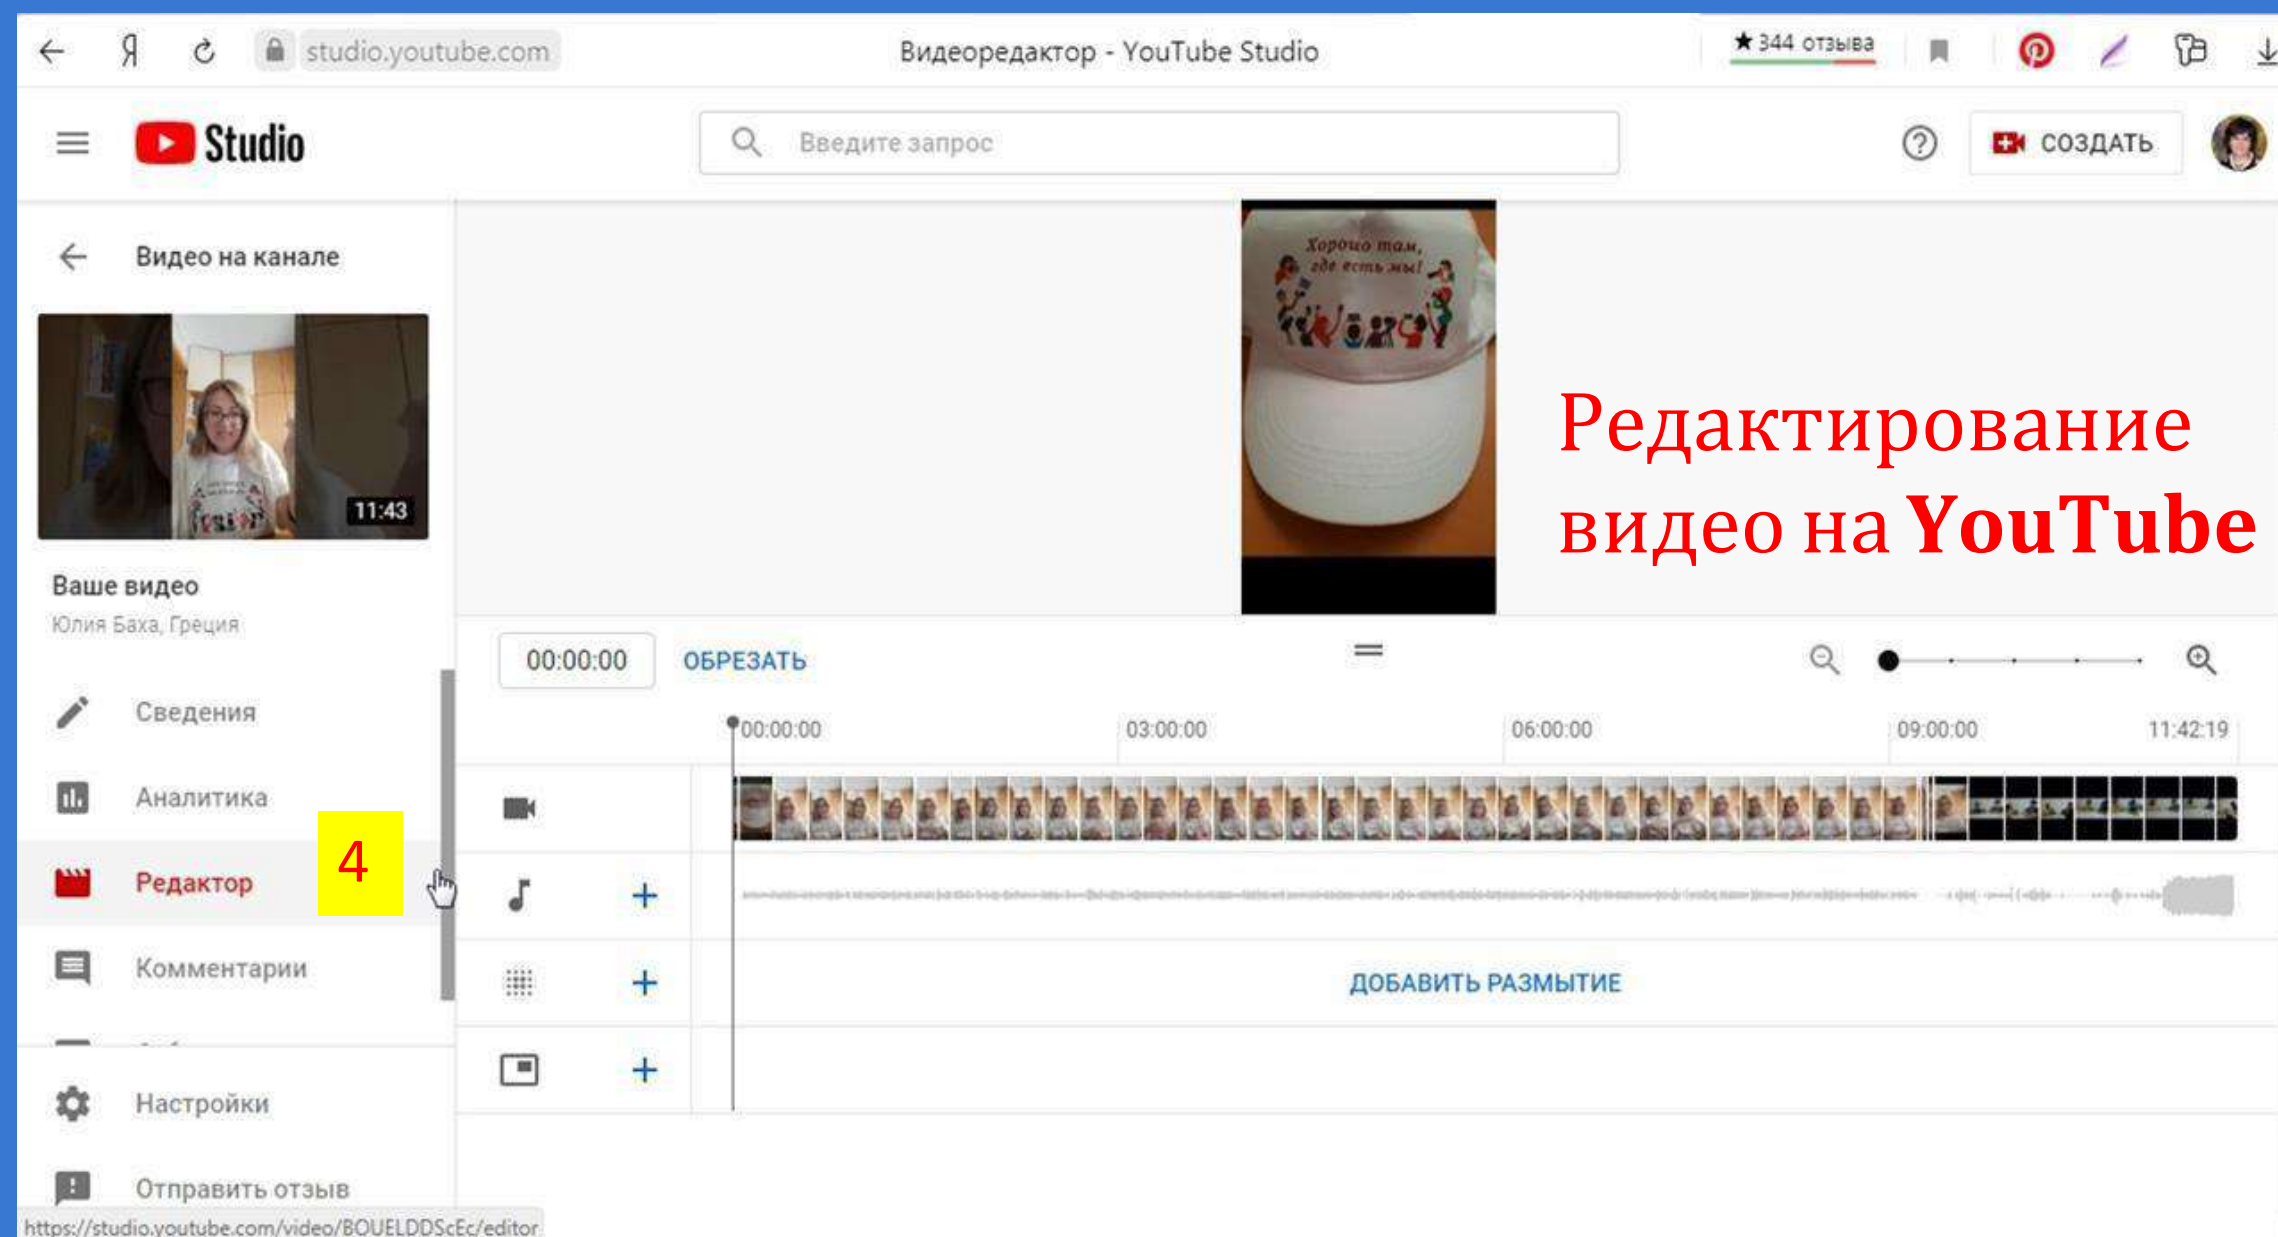 Я studio.youtube.com Видеоредактор - YouTube Studio ★ 344 отзыва
Studio Введите запрос СОЗДАТЬ
Видео на канале
Хорошо там,
где есть мы!
11:43
Редактирование
видео на YouTube
Ваше видео
Юлия Баха, Греция
00:00:00 ОБРЕЗАТЬ
Сведения
00:00:00 03:00:00 06:00:00 09:00:00 11:42:19
Аналитика
Редактор 4
Комментарии
ДОБАВИТЬ РАЗМЫТИЕ
Настройки
Отправить отзыв
https://studio.youtube.com/video/BOUELDDScEc/editor